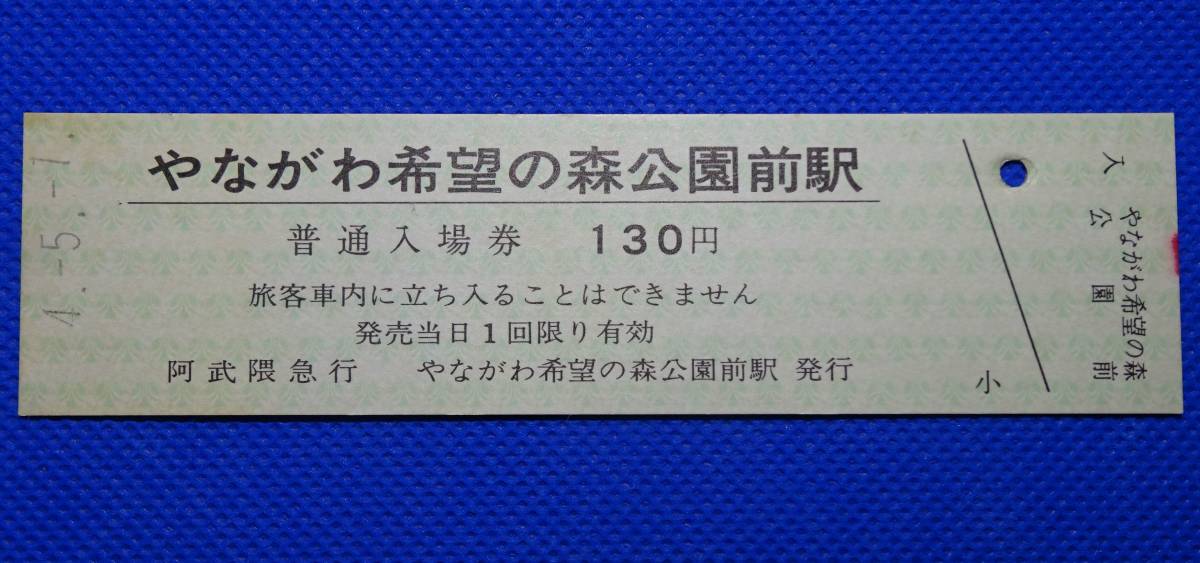 やながわ希望の森公園前駅
普通入場券 130円
旅客車内に立ち入ることはできません
発売当日1回限り有効
阿武隈急行 やながわ希望の森公園前駅 発行
4.-5.-1
小
入
やながわ希望の森
公園前